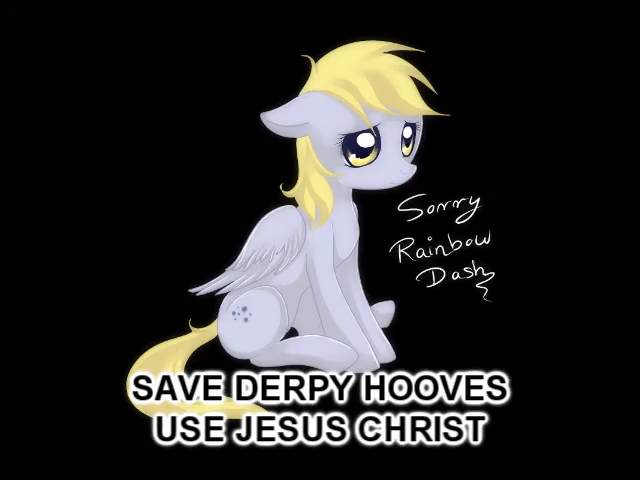 Sorry
Rainbow
Dash
SAVE DERPY HOOVES
USE JESUS CHRIST